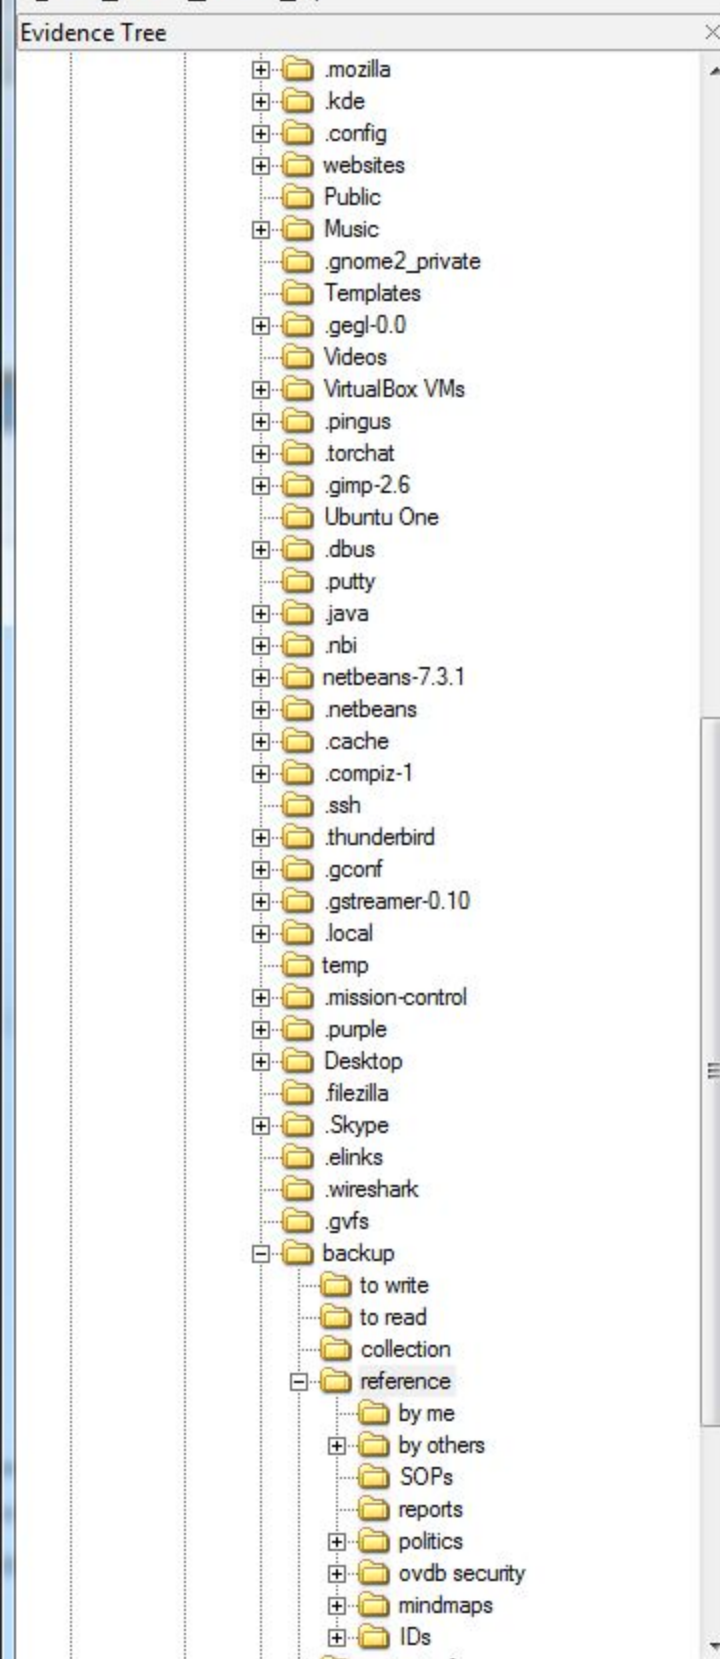 Evidence Tree
.mozilla
.kde
.config
websites
Public
Music
.gnome2_private
Templates
.gegl-0.0
Videos
VirtualBox VMs
.pingus
.torchat
.gimp-2.6
Ubuntu One
.dbus
.putty
.java
.nbi
netbeans-7.3.1
.netbeans
.cache
.compiz-1
.ssh
.thunderbird
.gconf
.gstreamer-0.10
.local
temp
.mission-control
.purple
Desktop
.filezilla
.Skype
.elinks
.wireshark
.gvfs
backup
to write
to read
collection
reference
by me
by others
SOPs
reports
politics
ovdb security
mindmaps
IDs